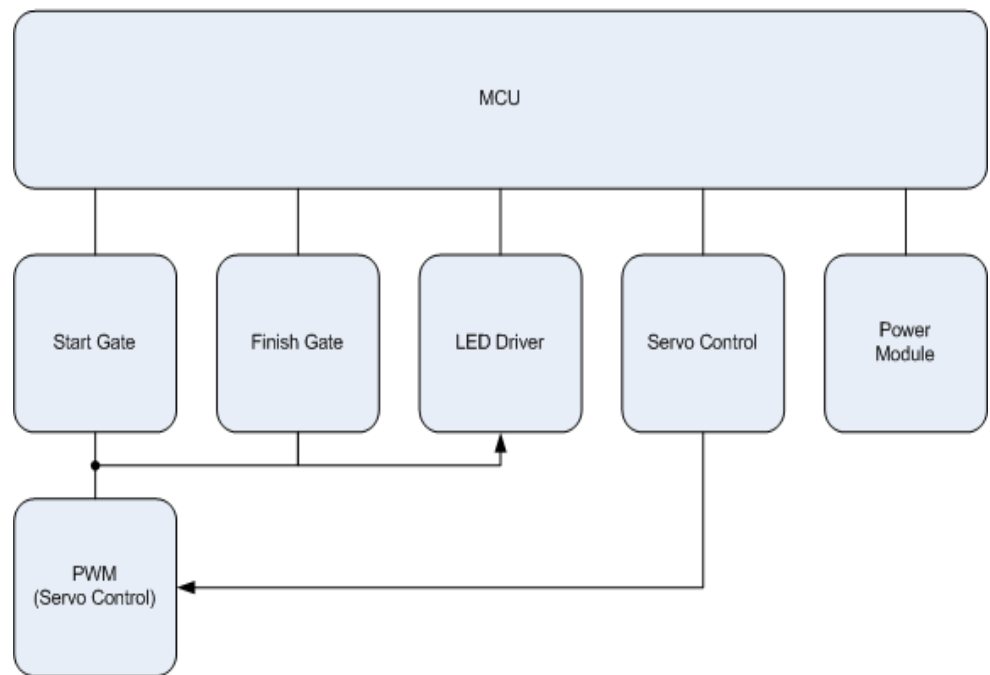 MCU
Start Gate
Finish Gate
LED Driver
Servo Control
Power
Module
PWM
(Servo Control)